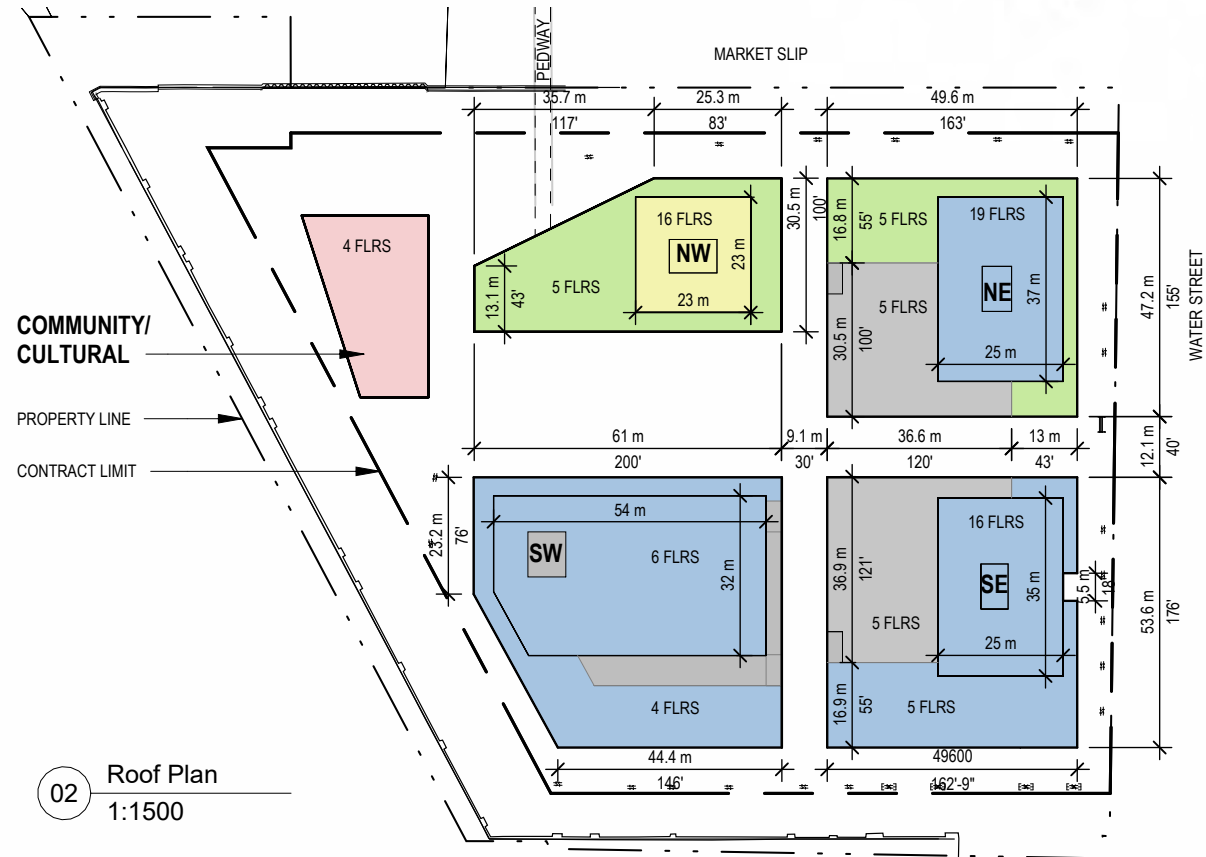 PEDWAY
MARKET SLIP
35.7 m
25.3 m
49.6 m
117'
83'
163'
4 FLRS
16 FLRS
NW
23 m
23 m
5 FLRS
13.1 m
43'
30.5 m
100'
16.8 m
55'
5 FLRS
19 FLRS
NE
37 m
25 m
5 FLRS
30.5 m
100'
47.2 m
155'
WATER STREET
COMMUNITY/
CULTURAL
PROPERTY LINE
CONTRACT LIMIT
61 m
9.1 m
36.6 m
13 m
200'
30'
120'
43'
12.1 m
40'
23.2 m
76'
54 m
SW
6 FLRS
32 m
4 FLRS
36.9 m
121'
16 FLRS
SE
35 m
25 m
5 FLRS
5.5 m
18'
53.6 m
176'
16.9 m
55'
5 FLRS
44.4 m
146'
49600
162'-9"
02
Roof Plan
1:1500